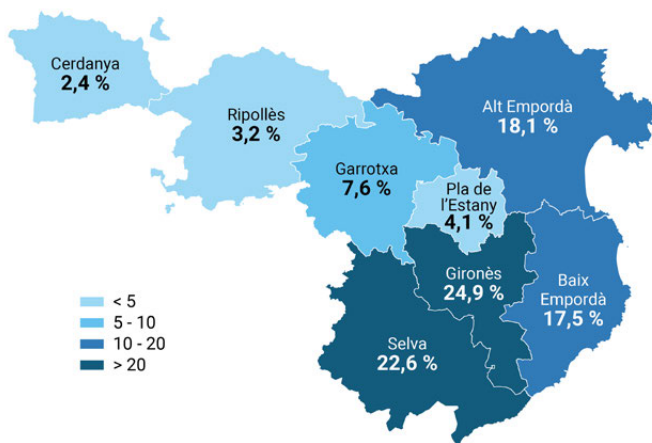 Cerdanya
2,4 %
Ripollès
3,2 %
Alt Empordà
18,1 %
Garrotxa
7,6 %
Pla de
l'Estany
4,1 %
Gironès
24,9 %
Baix
Empordà
17,5 %
Selva
22,6 %
< 5
5 - 10
10 - 20
> 20